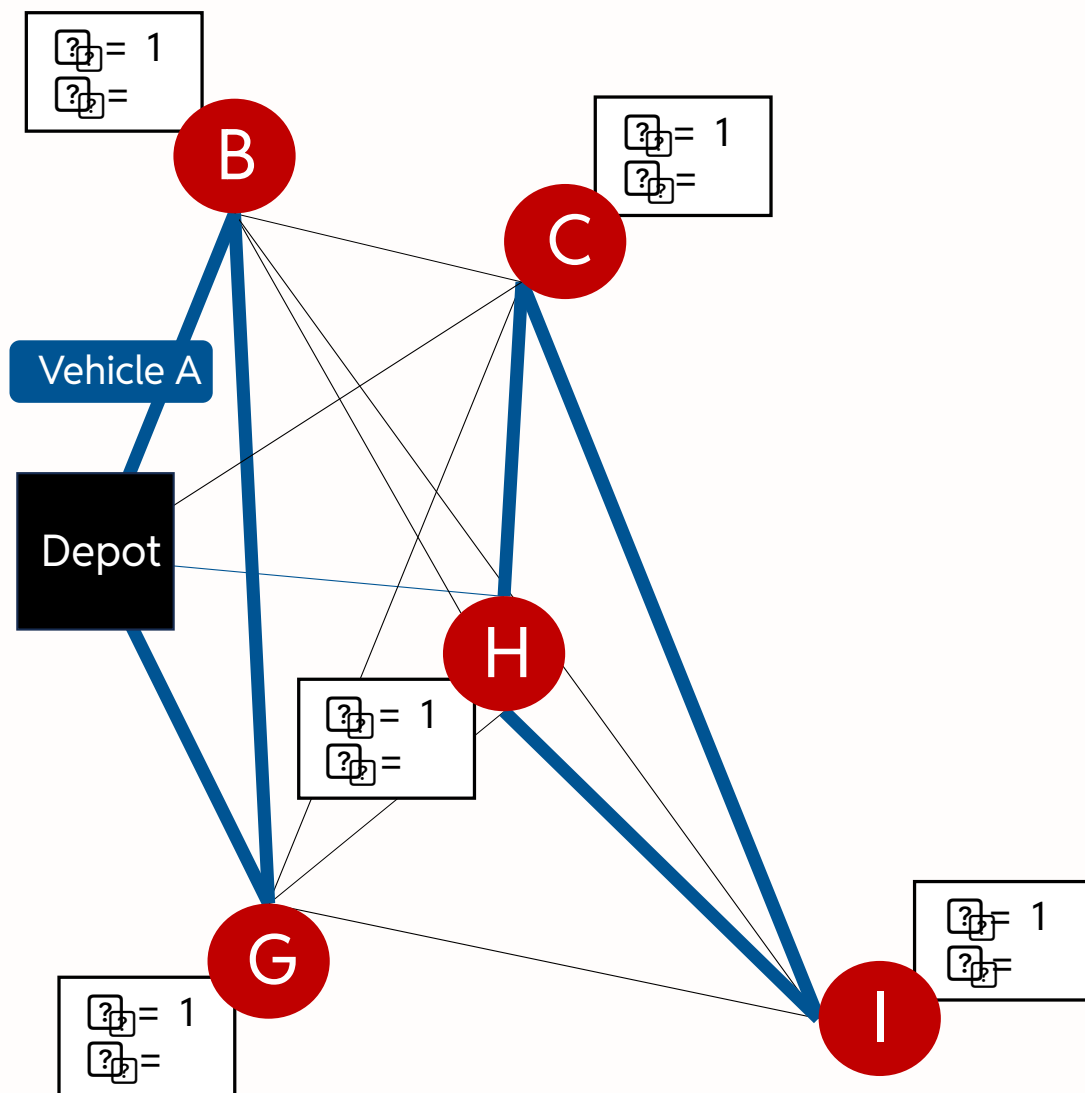 = 1
=
B
= 1
=
C
Vehicle A
Depot
H
= 1
=
G
= 1
=
I
= 1
=